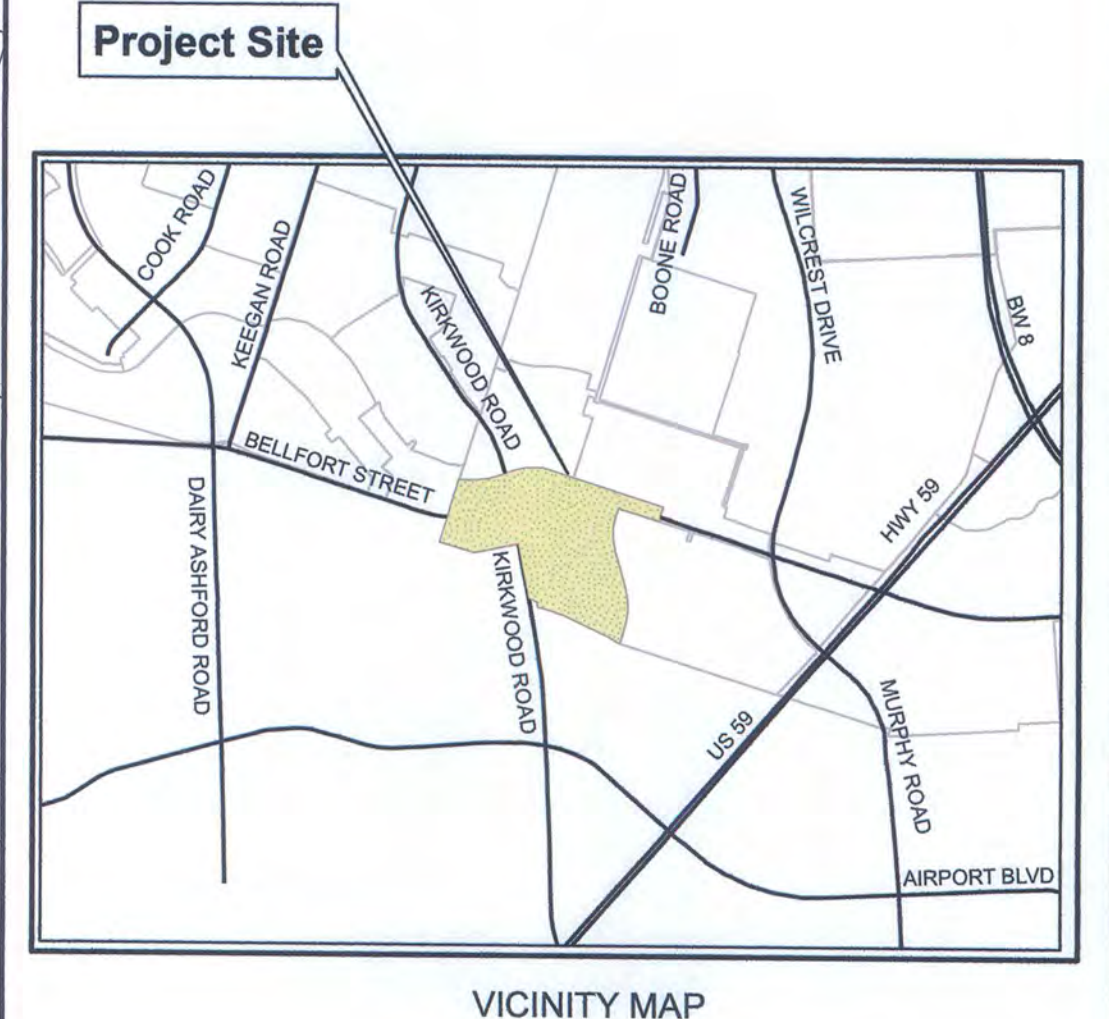 Project Site
COOK ROAD
KEEGAN ROAD
KIRKWOOD ROAD
BOONE ROAD
WILCREST DRIVE
BW 8
BELLFORT STREET
DAIRY ASHFORD ROAD
KIRKWOOD ROAD
HWY 59
US 59
MURPHY ROAD
AIRPORT BLVD
VICINITY MAP